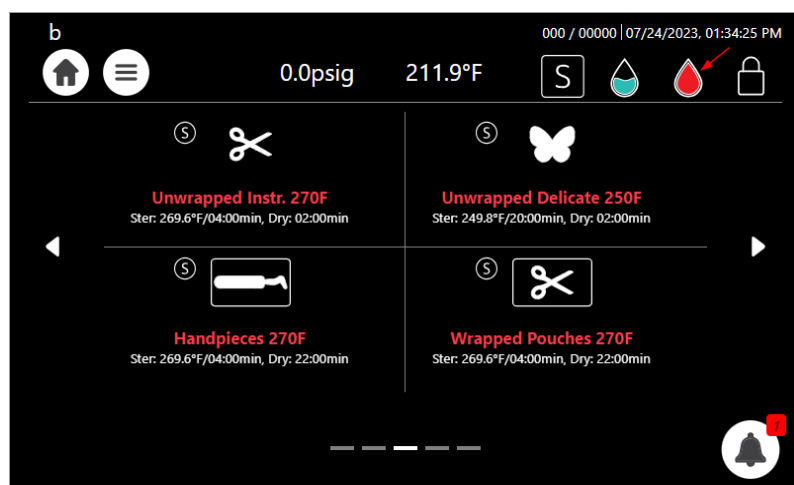 b
000 / 00000 | 07/24/2023, 01:34:25 PM
0.0psig 211.9°F S
S
Unwrapped Instr. 270F
Ster: 269.6°F/04:00min, Dry: 02:00min
S
Unwrapped Delicate 250F
Ster: 249.8°F/20:00min, Dry: 02:00min
S
Handpieces 270F
Ster: 269.6°F/04:00min, Dry: 22:00min
S
Wrapped Pouches 270F
Ster: 269.6°F/04:00min, Dry: 22:00min
1